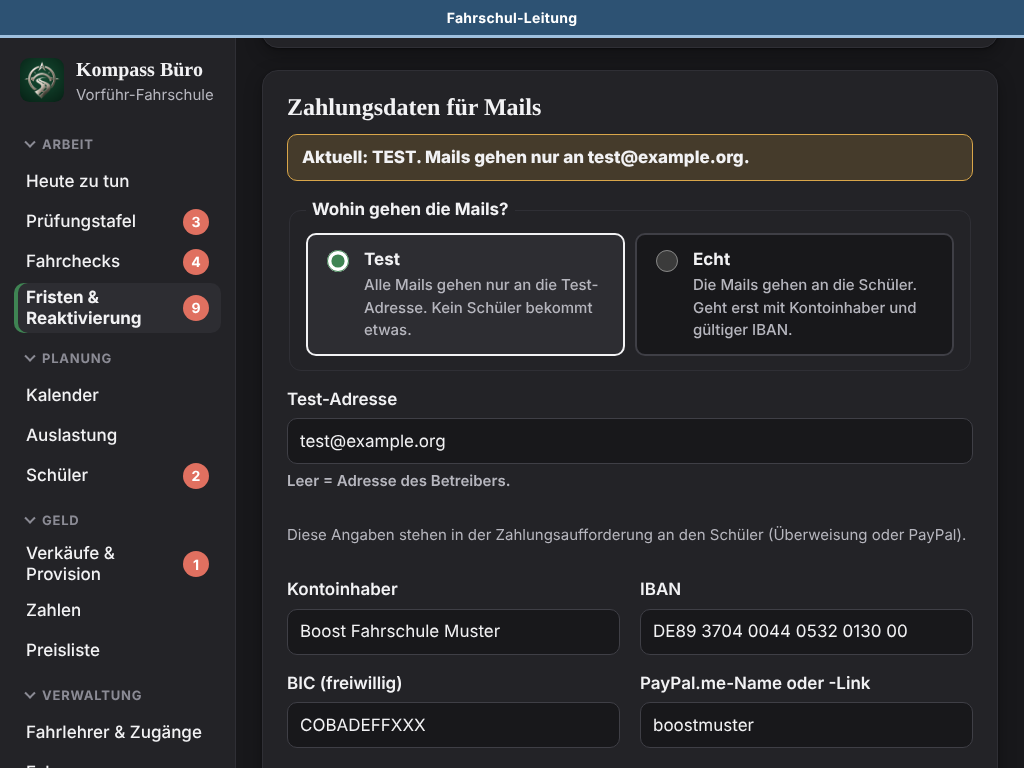 Fahrschul-Leitung
Kompass Büro
Vorführ-Fahrschule
ARBEIT
Heute zu tun
Prüfungstafel 3
Fahrchecks 4
Fristen &
Reaktivierung 9
PLANUNG
Kalender
Auslastung
Schüler 2
GELD
Verkäufe &
Provision 1
Zahlen
Preisliste
VERWALTUNG
Fahrlehrer & Zugänge
Zahlungsdaten für Mails
Aktuell: TEST. Mails gehen nur an test@example.org.
Wohin gehen die Mails?
Test
Alle Mails gehen nur an die Test-
Adresse. Kein Schüler bekommt
etwas.
Echt
Die Mails gehen an die Schüler.
Geht erst mit Kontoinhaber und
gültiger IBAN.
Test-Adresse
test@example.org
Leer = Adresse des Betreibers.
Diese Angaben stehen in der Zahlungsaufforderung an den Schüler (Überweisung oder PayPal).
Kontoinhaber
Boost Fahrschule Muster
IBAN
DE89 3704 0044 0532 0130 00
BIC (freiwillig)
COBADEFFXXX
PayPal.me-Name oder -Link
boostmuster